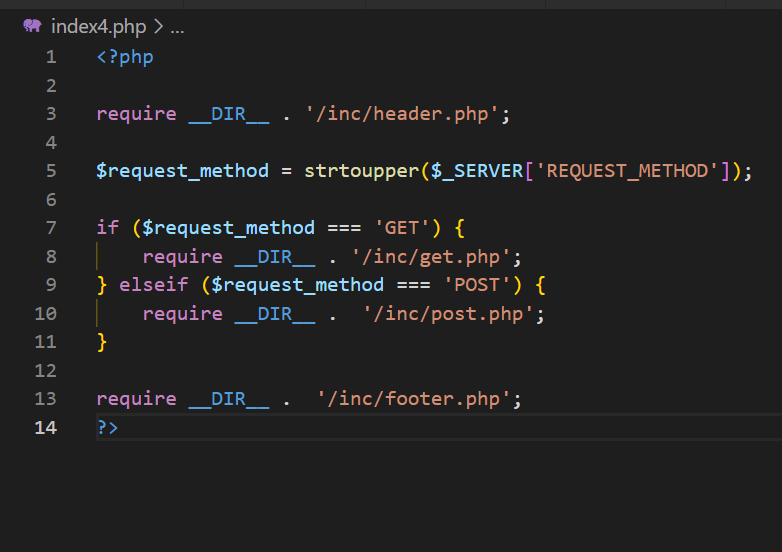 index4.php > ...
1 <?php
2
3 require __DIR__ . '/inc/header.php';
4
5 $request_method = strtoupper($_SERVER['REQUEST_METHOD']);
6
7 if ($request_method === 'GET') {
8     require __DIR__ . '/inc/get.php';
9 } elseif ($request_method === 'POST') {
10     require __DIR__ .  '/inc/post.php';
11 }
12
13 require __DIR__ .  '/inc/footer.php';
14 ?>